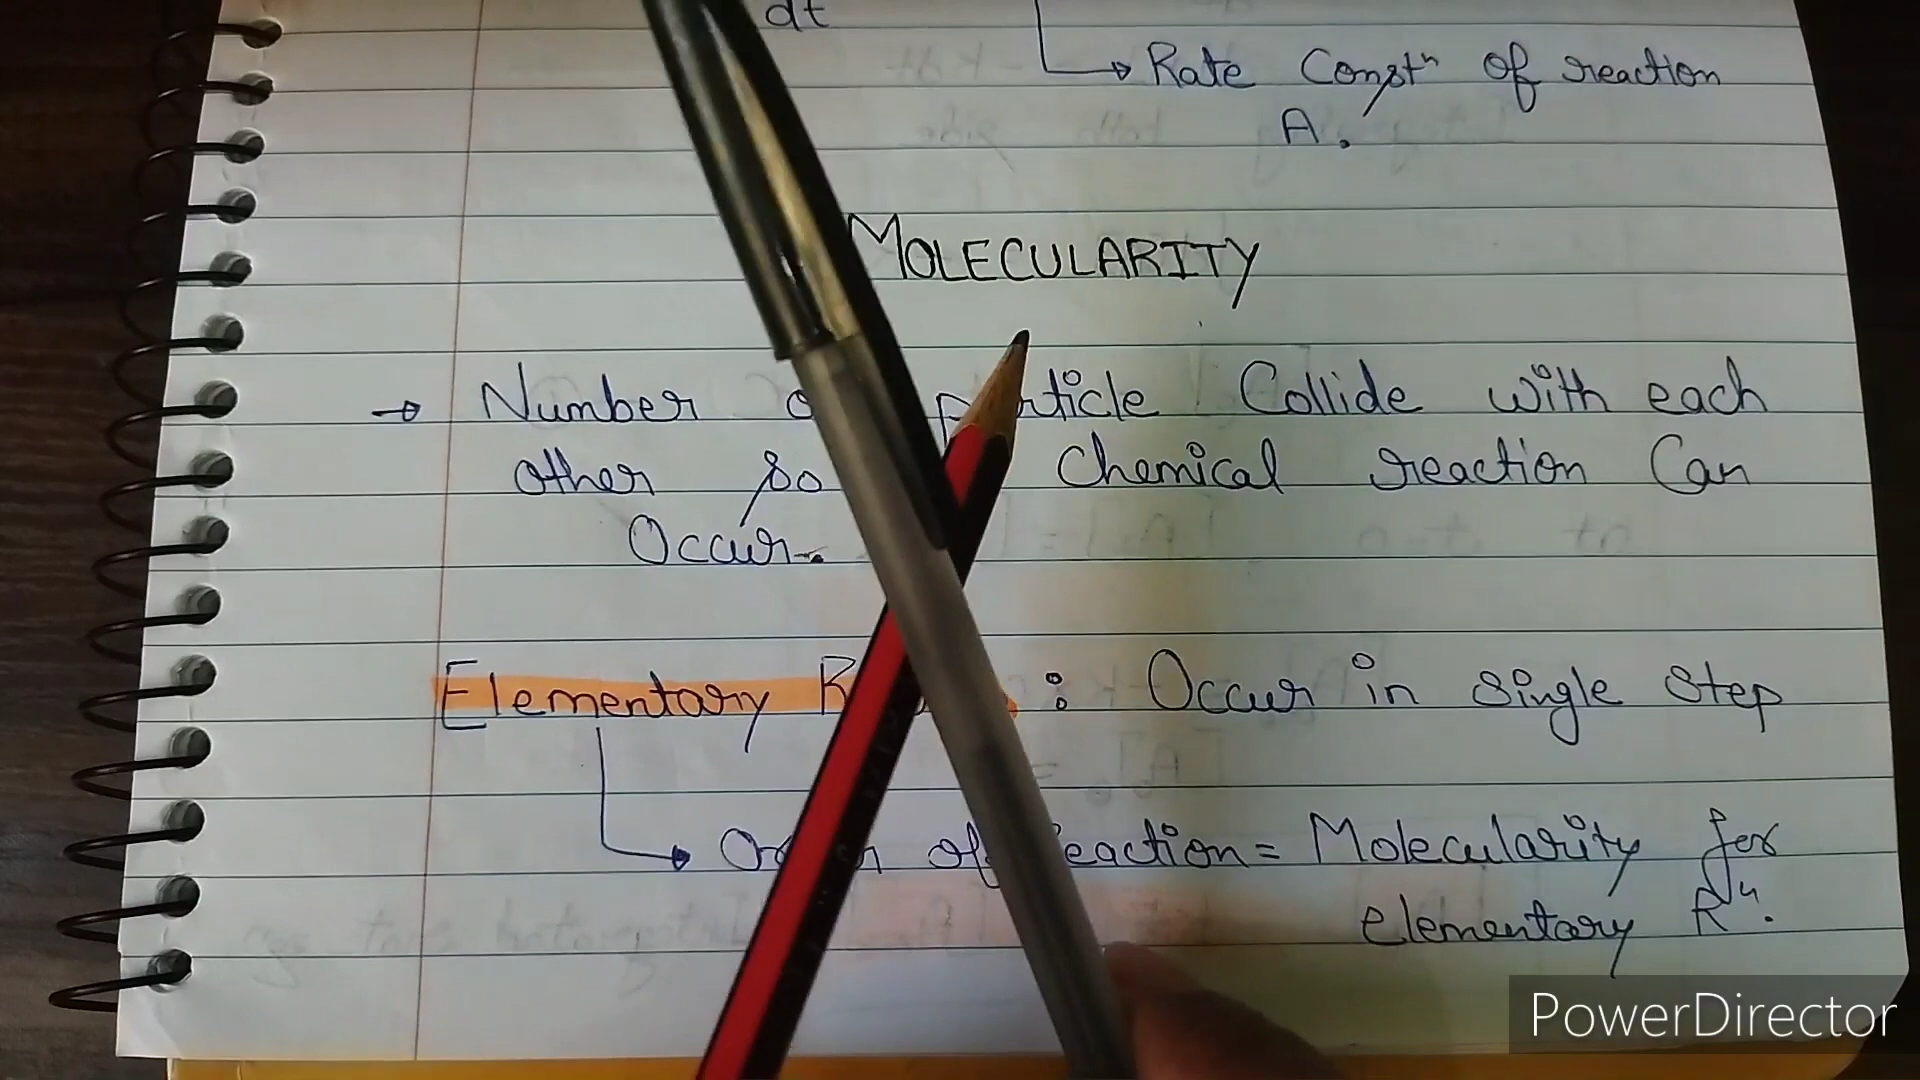 dt
Rate Constⁿ of reaction
A.
MOLECULARITY
→ Number particle Collide with each
other so Chemical reaction Can
Occur.
Elementary : Occur in Single Step
of reaction = Molecularity for
elementary Rⁿ.
PowerDirector